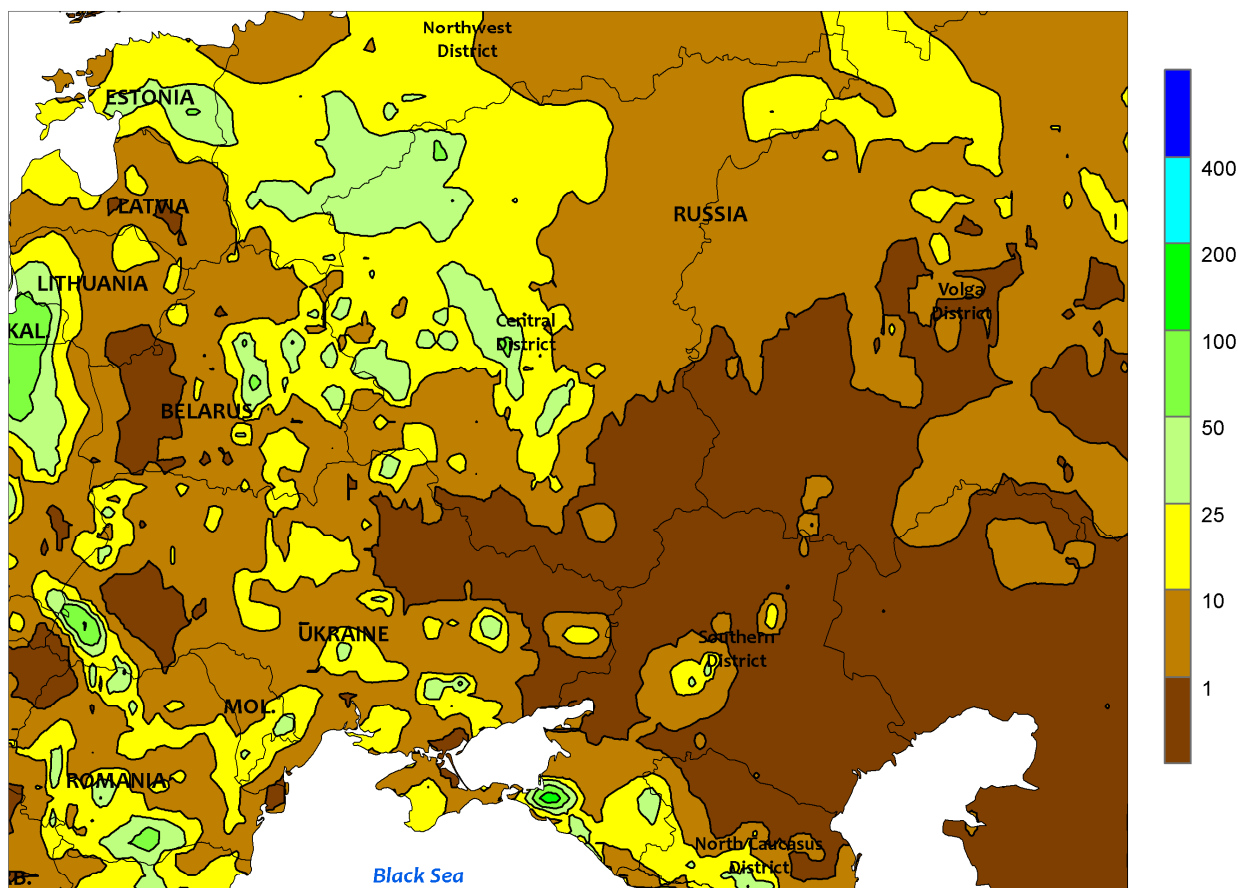 Northwest
District
ESTONIA
LATVIA
RUSSIA
LITHUANIA
Volga
District
KAL.
Central
District
BELARUS
UKRAINE
Southern
District
MOL.
ROMANIA
North Caucasus
District
Black Sea
B.
400
200
100
50
25
10
1